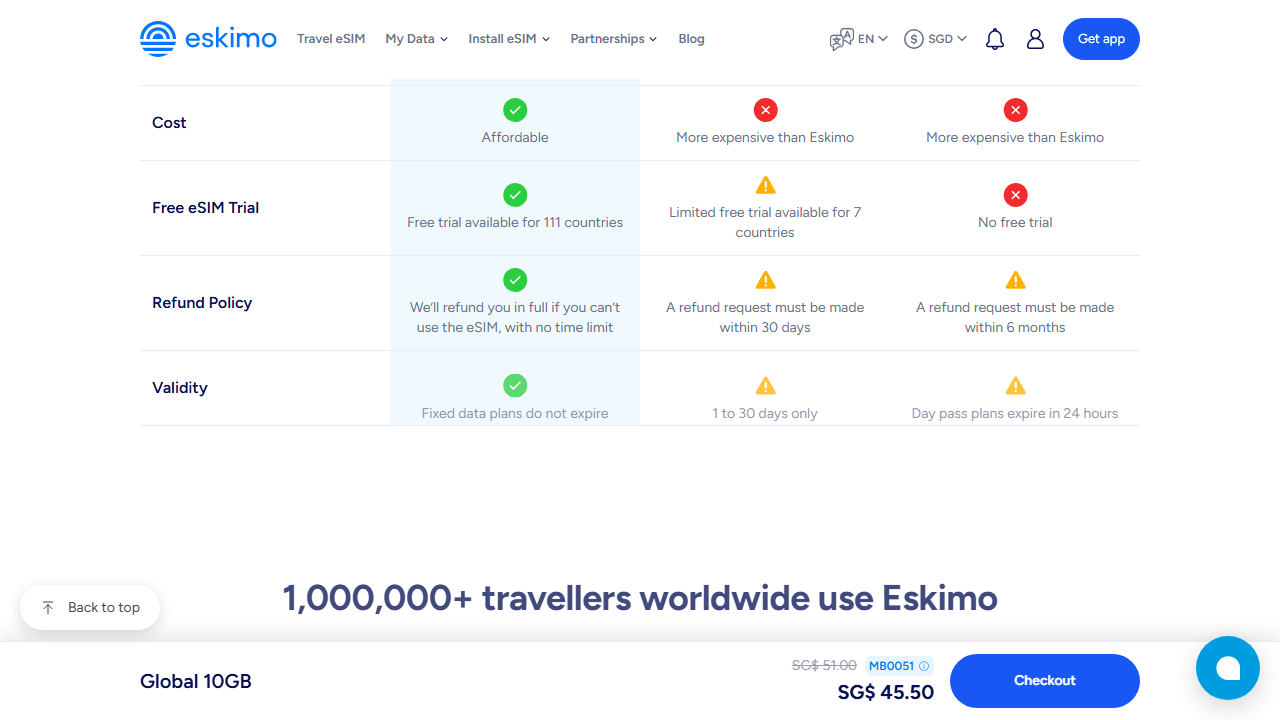 eskimo
Travel eSIM
My Data
Install eSIM
Partnerships
Blog
EN
SGD
Get app
Cost
Affordable
More expensive than Eskimo
More expensive than Eskimo
Free eSIM Trial
Free trial available for 111 countries
Limited free trial available for 7
countries
No free trial
Refund Policy
We'll refund you in full if you can't
use the eSIM, with no time limit
A refund request must be made
within 30 days
A refund request must be made
within 6 months
Validity
Fixed data plans do not expire
1 to 30 days only
Day pass plans expire in 24 hours
1,000,000+ travellers worldwide use Eskimo
Back to top
Global 10GB
SG$ 51.00
MB0051
SG$ 45.50
Checkout